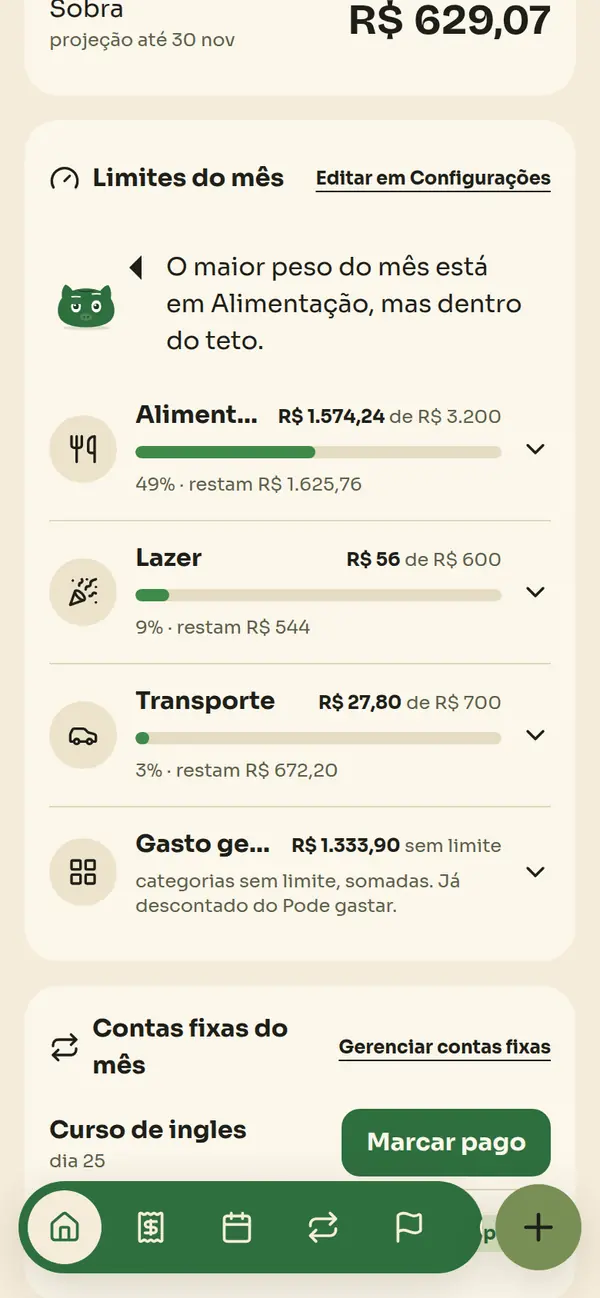 Sobra
R$ 629,07
projeção até 30 nov
Limites do mês
Editar em Configurações
O maior peso do mês está
em Alimentação, mas dentro
do teto.
Aliment...
R$ 1.574,24 de R$ 3.200
49% · restam R$ 1.625,76
Lazer
R$ 56 de R$ 600
9% · restam R$ 544
Transporte
R$ 27,80 de R$ 700
3% · restam R$ 672,20
Gasto ge...
R$ 1.333,90 sem limite
categorias sem limite, somadas. Já
descontado do Pode gastar.
Contas fixas do
mês
Gerenciar contas fixas
Curso de ingles
Marcar pago
dia 25